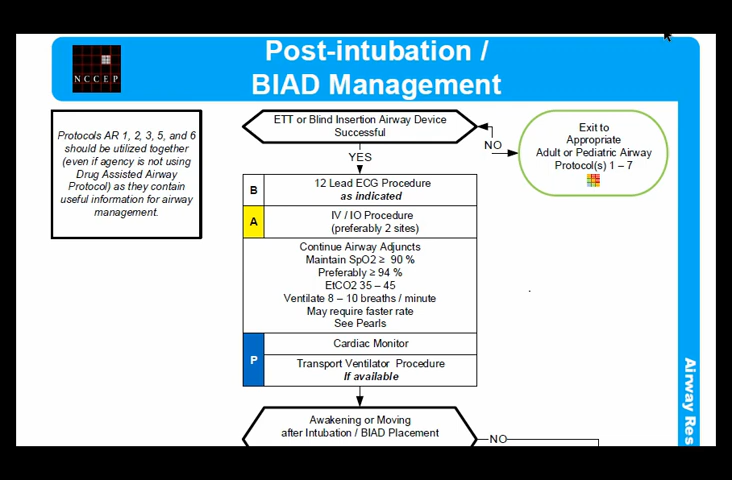 Post-intubation /
BIAD Management
NCCEP
Protocols AR 1, 2, 3, 5, and 6
should be utilized together
(even if agency is not using
Drug Assisted Airway
Protocol) as they contain
useful information for airway
management.
ETT or Blind Insertion Airway Device
Successful
NO
Exit to
Appropriate
Adult or Pediatric Airway
Protocol(s) 1 – 7
YES
B
12 Lead ECG Procedure
as indicated
A
IV / IO Procedure
(preferably 2 sites)
Continue Airway Adjuncts
Maintain SpO2 ≥ 90 %
Preferably ≥ 94 %
EtCO2 35 – 45
Ventilate 8 – 10 breaths / minute
May require faster rate
See Pearls
P
Cardiac Monitor
Transport Ventilator Procedure
If available
Awakening or Moving
after Intubation / BIAD Placement
NO
Airway Res